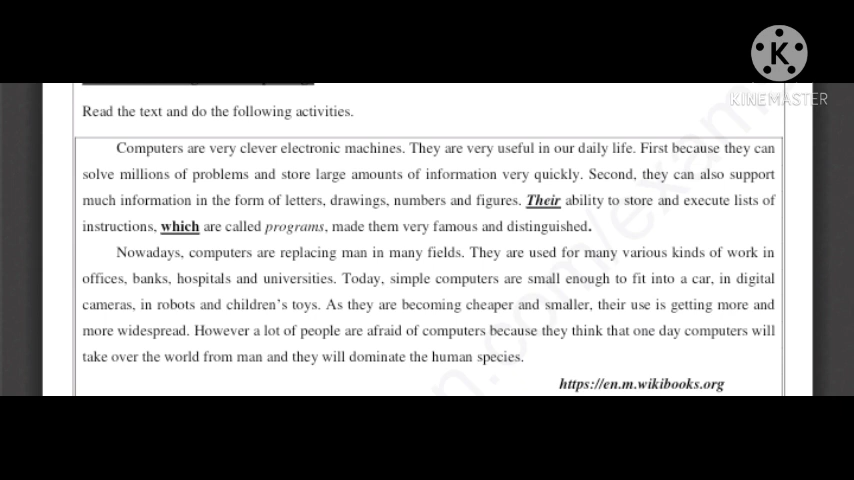 KINEMASTER
Read the text and do the following activities.
Computers are very clever electronic machines. They are very useful in our daily life. First because they can
solve millions of problems and store large amounts of information very quickly. Second, they can also support
much information in the form of letters, drawings, numbers and figures. Their ability to store and execute lists of
instructions, which are called programs, made them very famous and distinguished.
Nowadays, computers are replacing man in many fields. They are used for many various kinds of work in
offices, banks, hospitals and universities. Today, simple computers are small enough to fit into a car, in digital
cameras, in robots and children's toys. As they are becoming cheaper and smaller, their use is getting more and
more widespread. However a lot of people are afraid of computers because they think that one day computers will
take over the world from man and they will dominate the human species.
https://en.m.wikibooks.org